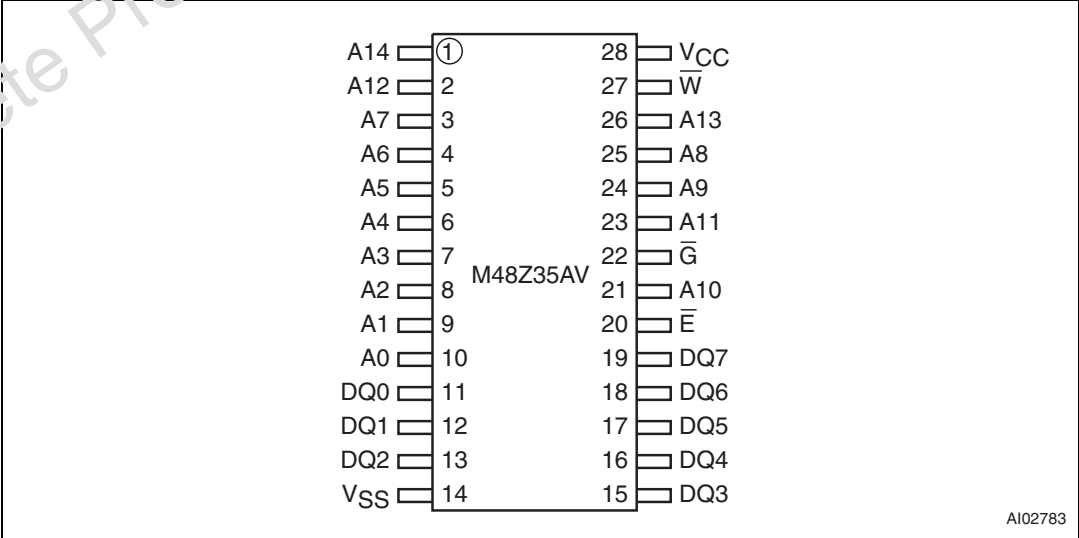 ete Pro
A14 1 28 VCC
A12 2 27 W̅
A7 3 26 A13
A6 4 25 A8
A5 5 24 A9
A4 6 23 A11
A3 7 22 G̅
M48Z35AV
A2 8 21 A10
A1 9 20 E̅
A0 10 19 DQ7
DQ0 11 18 DQ6
DQ1 12 17 DQ5
DQ2 13 16 DQ4
VSS 14 15 DQ3
AI02783